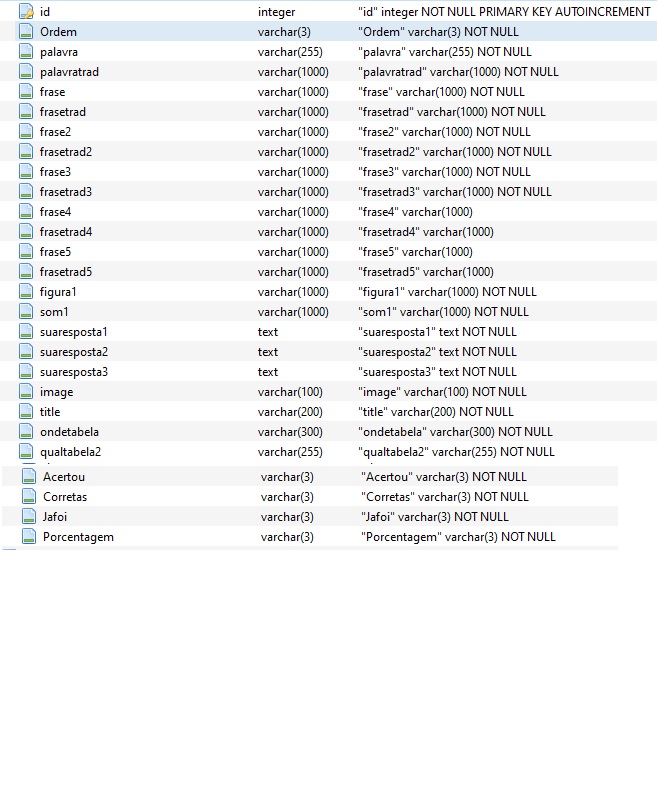 id integer "id" integer NOT NULL PRIMARY KEY AUTOINCREMENT
Ordem varchar(3) "Ordem" varchar(3) NOT NULL
palavra varchar(255) "palavra" varchar(255) NOT NULL
palavratrad varchar(1000) "palavratrad" varchar(1000) NOT NULL
frase varchar(1000) "frase" varchar(1000) NOT NULL
frasetrad varchar(1000) "frasetrad" varchar(1000) NOT NULL
frase2 varchar(1000) "frase2" varchar(1000) NOT NULL
frasetrad2 varchar(1000) "frasetrad2" varchar(1000) NOT NULL
frase3 varchar(1000) "frase3" varchar(1000) NOT NULL
frasetrad3 varchar(1000) "frasetrad3" varchar(1000) NOT NULL
frase4 varchar(1000) "frase4" varchar(1000)
frasetrad4 varchar(1000) "frasetrad4" varchar(1000)
frase5 varchar(1000) "frase5" varchar(1000)
frasetrad5 varchar(1000) "frasetrad5" varchar(1000)
figura1 varchar(1000) "figura1" varchar(1000) NOT NULL
som1 varchar(1000) "som1" varchar(1000) NOT NULL
suaresposta1 text "suaresposta1" text NOT NULL
suaresposta2 text "suaresposta2" text NOT NULL
suaresposta3 text "suaresposta3" text NOT NULL
image varchar(100) "image" varchar(100) NOT NULL
title varchar(200) "title" varchar(200) NOT NULL
ondetabela varchar(300) "ondetabela" varchar(300) NOT NULL
qualtabela2 varchar(255) "qualtabela2" varchar(255) NOT NULL
Acertou varchar(3) "Acertou" varchar(3) NOT NULL
Corretas varchar(3) "Corretas" varchar(3) NOT NULL
Jafoi varchar(3) "Jafoi" varchar(3) NOT NULL
Porcentagem varchar(3) "Porcentagem" varchar(3) NOT NULL